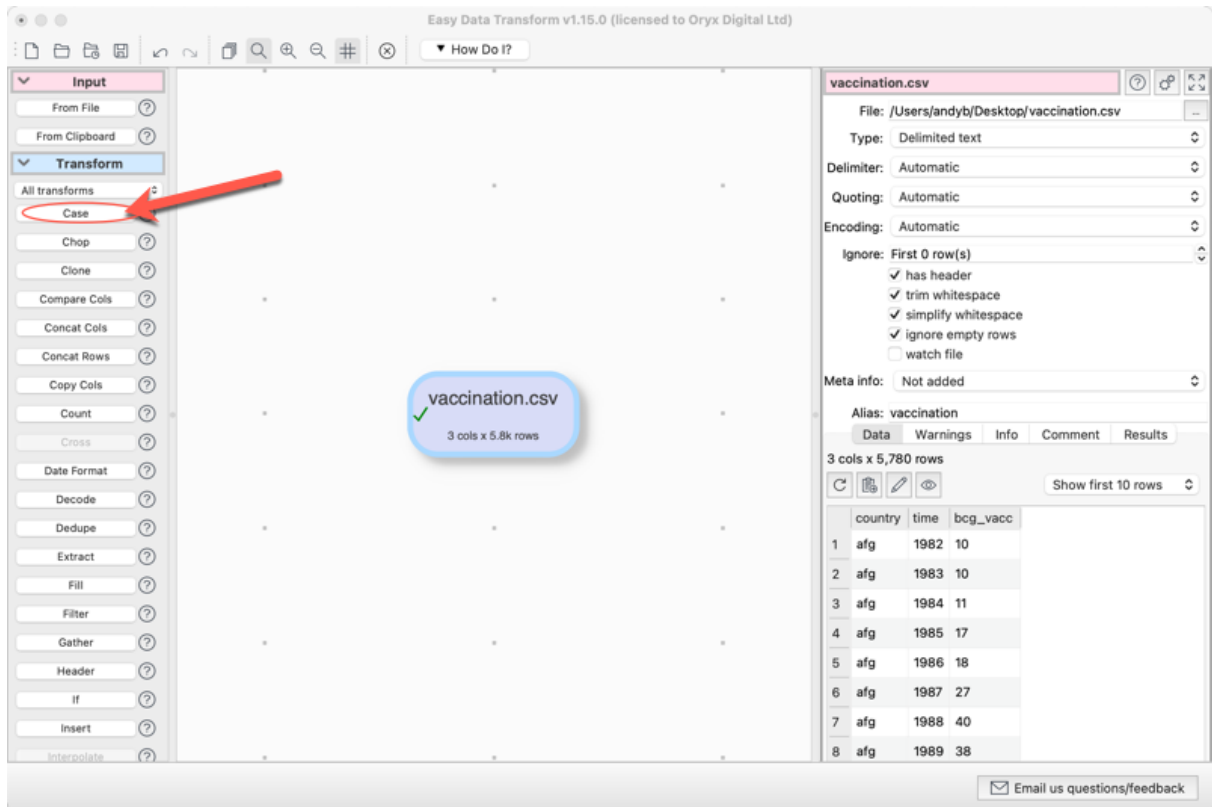 Easy Data Transform v1.15.0 (licensed to Oryx Digital Ltd)
▼ How Do I?
Input
From File ?
From Clipboard ?
Transform
All transforms
Case
Chop ?
Clone ?
Compare Cols ?
Concat Cols ?
Concat Rows ?
Copy Cols ?
Count ?
Cross ?
Date Format ?
Decode ?
Dedupe ?
Extract ?
Fill ?
Filter ?
Gather ?
Header ?
If ?
Insert ?
Interpolate ?
vaccination.csv
3 cols x 5.8k rows
vaccination.csv ?
File: /Users/andyb/Desktop/vaccination.csv ...
Type: Delimited text
Delimiter: Automatic
Quoting: Automatic
Encoding: Automatic
Ignore: First 0 row(s)
has header
trim whitespace
simplify whitespace
ignore empty rows
watch file
Meta info: Not added
Alias: vaccination
Data Warnings Info Comment Results
3 cols x 5,780 rows
Show first 10 rows
country time bcg_vacc
1 afg 1982 10
2 afg 1983 10
3 afg 1984 11
4 afg 1985 17
5 afg 1986 18
6 afg 1987 27
7 afg 1988 40
8 afg 1989 38
Email us questions/feedback